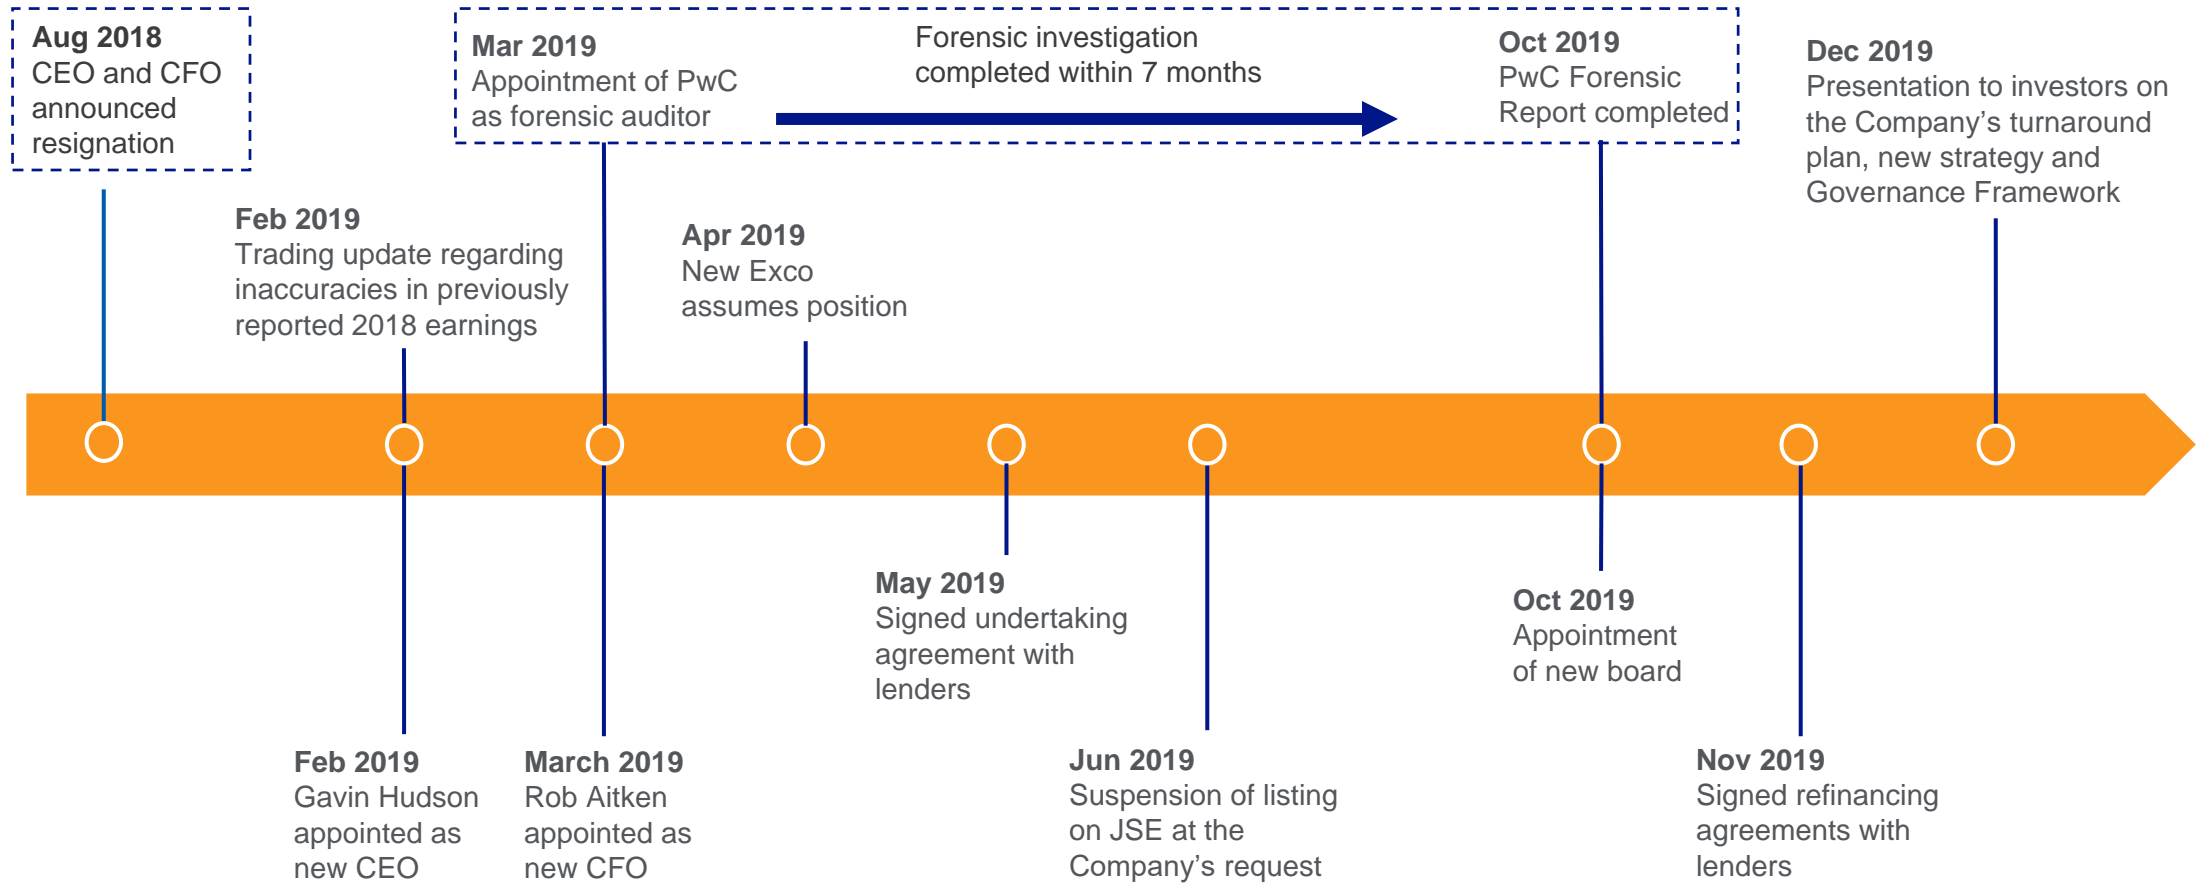 Aug 2018
CEO and CFO
announced
resignation
Feb 2019
Trading update regarding
inaccuracies in previously
reported 2018 earnings
Mar 2019
Appointment of PwC
as forensic auditor
Forensic investigation
completed within 7 months
Oct 2019
PwC Forensic
Report completed
Apr 2019
New Exco
assumes position
Dec 2019
Presentation to investors on
the Company’s turnaround
plan, new strategy and
Governance Framework
Feb 2019
Gavin Hudson
appointed as
new CEO
March 2019
Rob Aitken
appointed as
new CFO
May 2019
Signed undertaking
agreement with
lenders
Jun 2019
Suspension of listing
on JSE at the
Company’s request
Oct 2019
Appointment
of new board
Nov 2019
Signed refinancing
agreements with
lenders